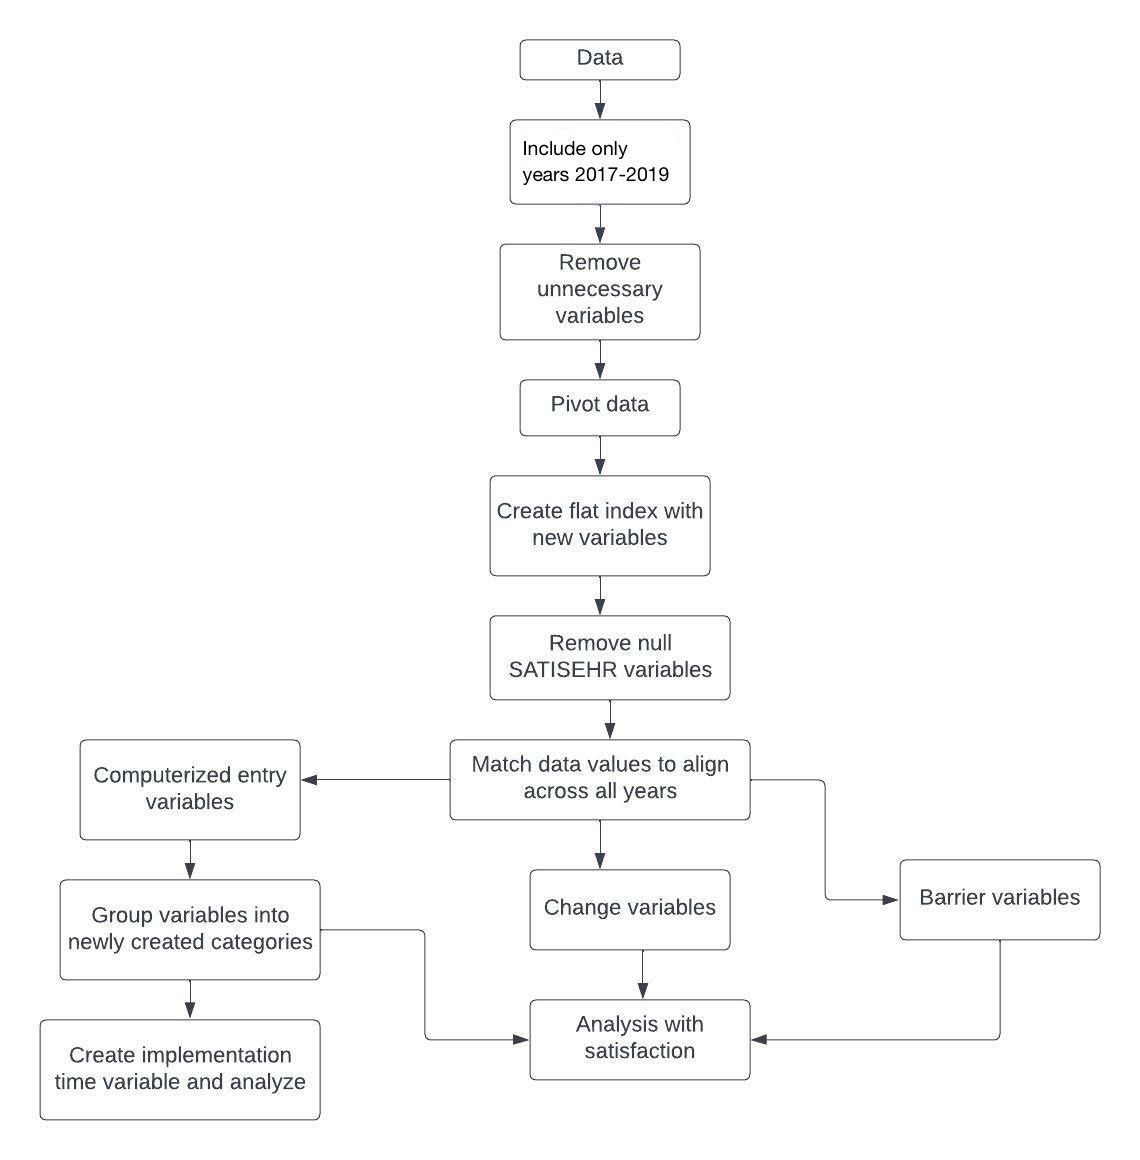 Data
Include only
years 2017-2019
Remove
unnecessary
variables
Pivot data
Create flat index with
new variables
Remove null
SATISEHR variables
Match data values to align
across all years
Computerized entry
variables
Change variables
Barrier variables
Group variables into
newly created categories
Analysis with
satisfaction
Create implementation
time variable and analyze